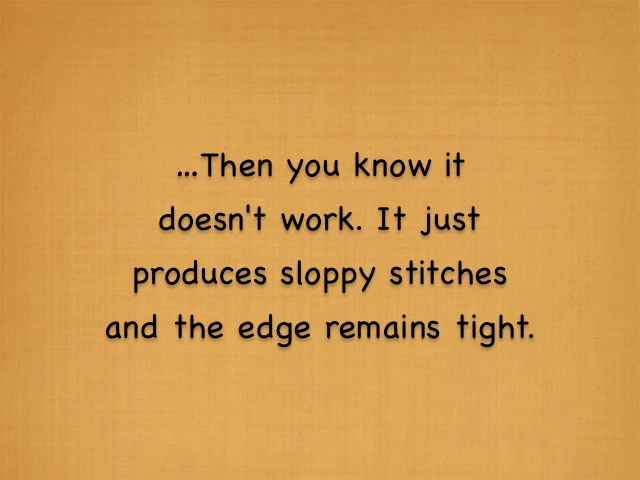 ...Then you know it
doesn't work. It just
produces sloppy stitches
and the edge remains tight.